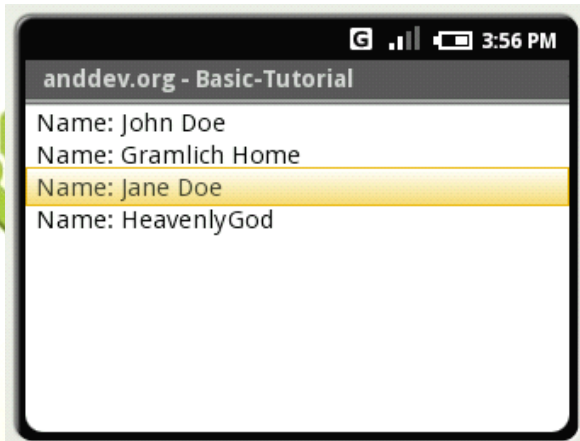 G 3:56 PM
anddev.org - Basic-Tutorial
Name: John Doe
Name: Gramlich Home
Name: Jane Doe
Name: HeavenlyGod